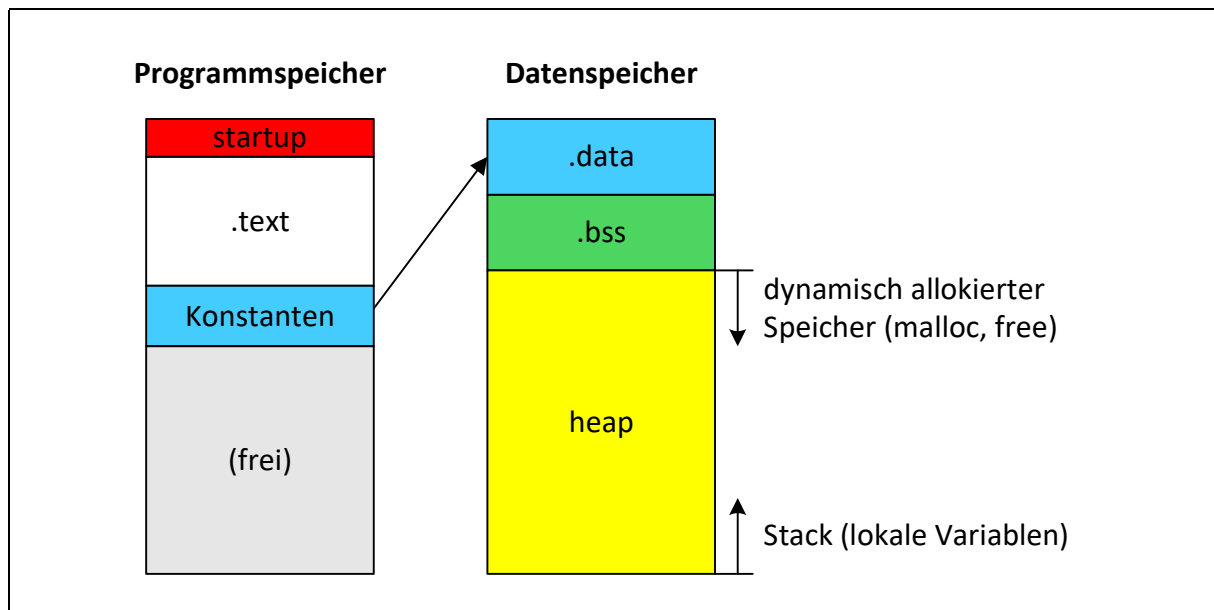 Programmspeicher
startup
.text
Konstanten
(frei)
Datenspeicher
.data
.bss
heap
dynamisch allokierter
Speicher (malloc, free)
Stack (lokale Variablen)